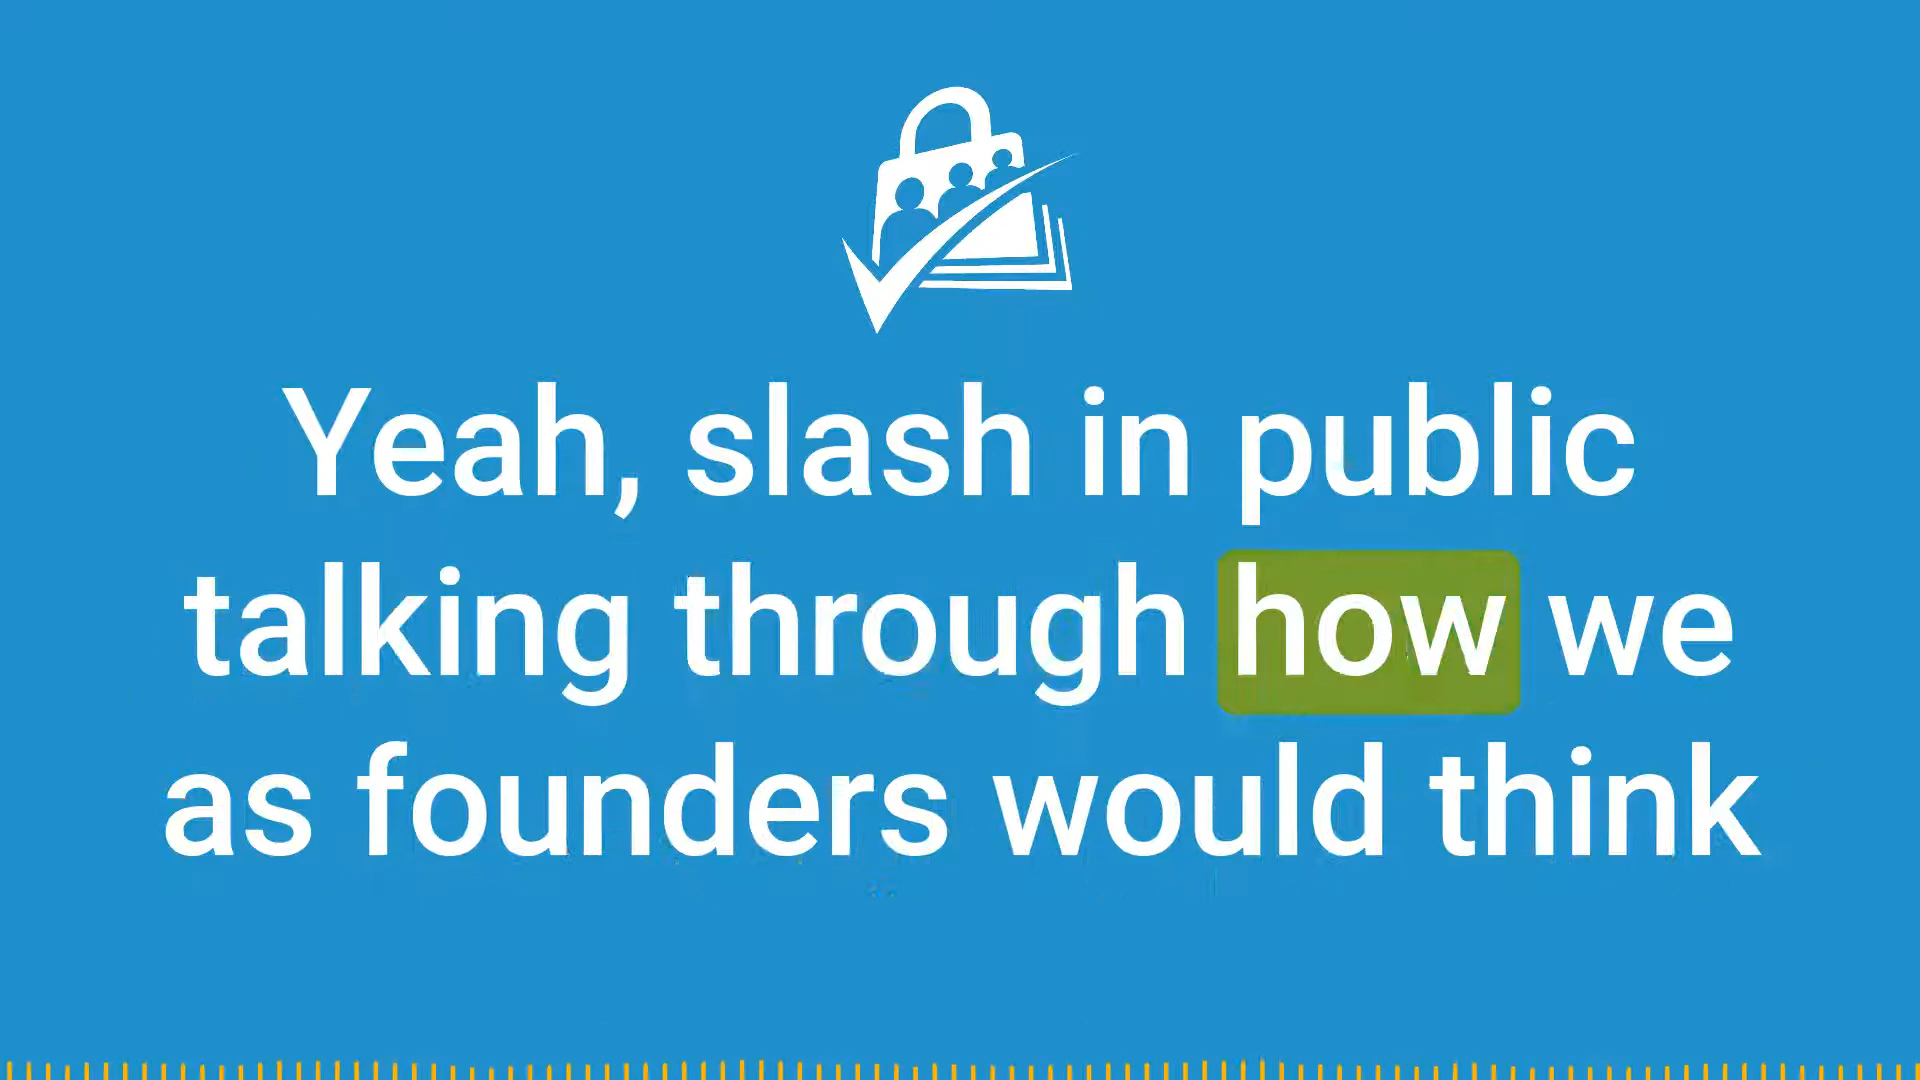 Yeah, slash in public
talking through how we
as founders would think